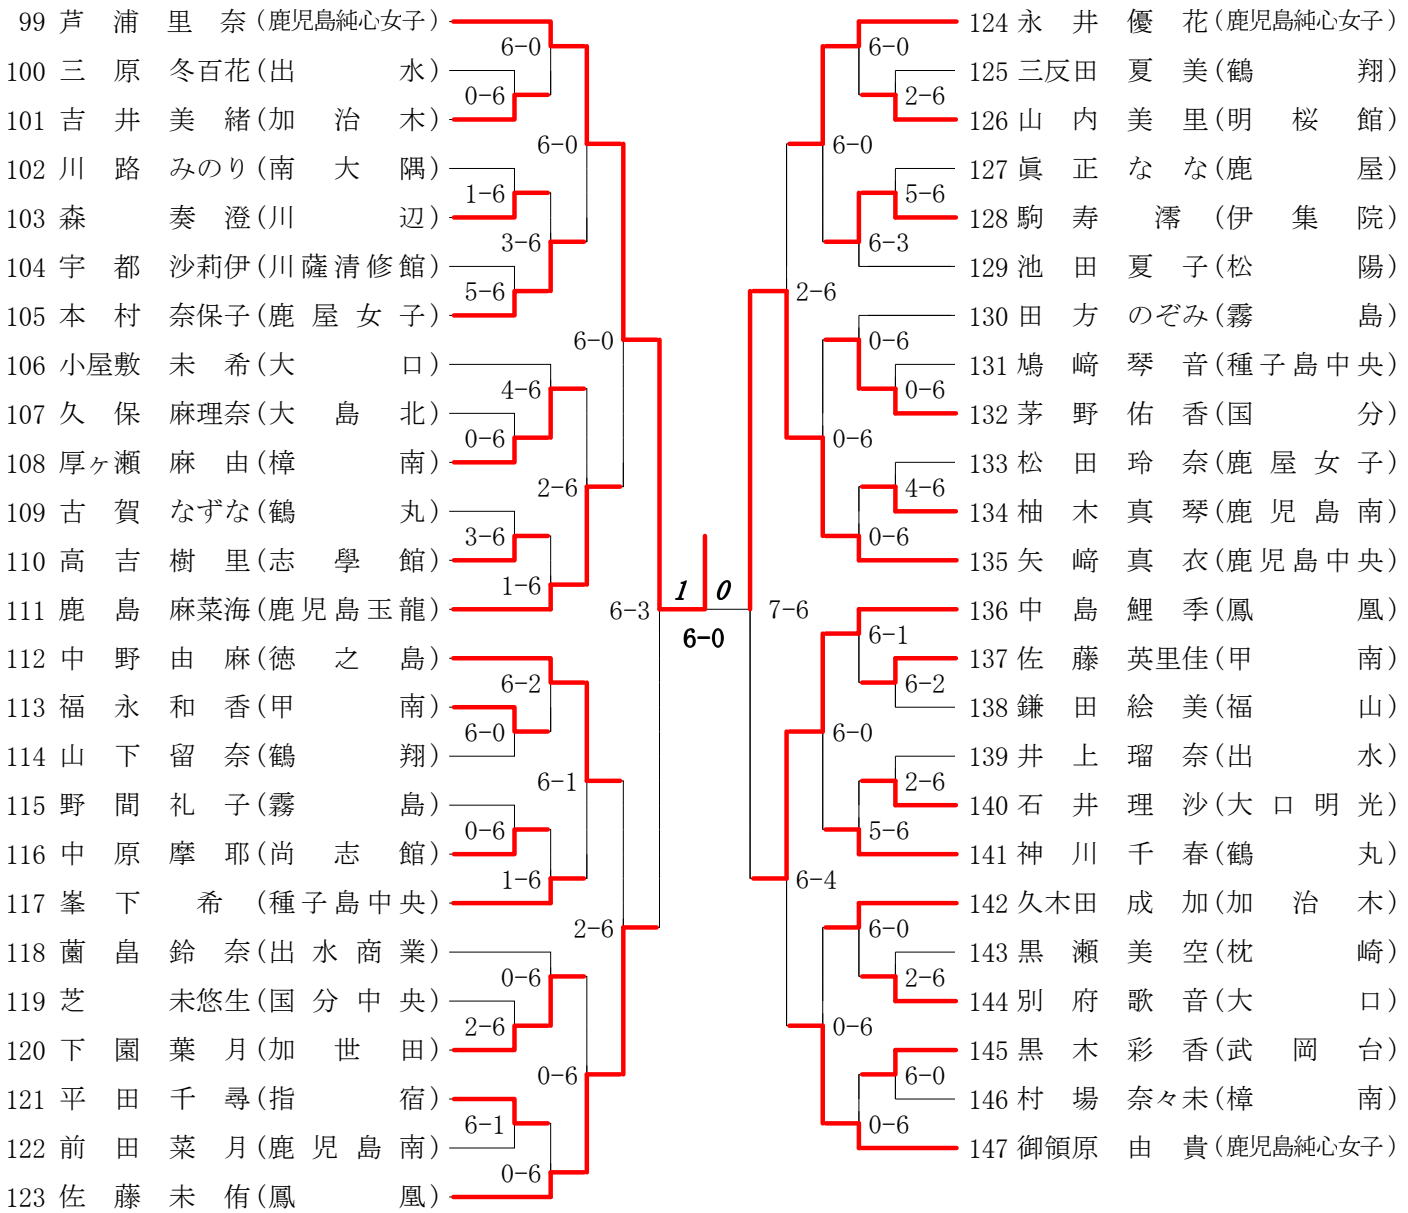 99 芦浦里奈(鹿児島純心女子)
100 三原冬百花(出水)
101 吉井美緒(加治木)
102 川路みのり(南大隅)
103 森奏澄(川辺)
104 宇都沙莉伊(川薩清修館)
105 本村奈保子(鹿屋女子)
106 小屋敷未希(大口)
107 久保麻理奈(大島北)
108 厚ヶ瀬麻由(樟南)
109 古賀なずな(鶴丸)
110 高吉樹里(志學館)
111 鹿島麻菜海(鹿児島玉龍)
112 中野由麻(徳之島)
113 福永和香(甲南)
114 山下留奈(鶴翔)
115 野間礼子(霧島)
116 中原摩耶(尚志館)
117 峯下希(種子島中央)
118 薗畠鈴奈(出水商業)
119 芝未悠生(国分中央)
120 下園葉月(加世田)
121 平田千尋(指宿)
122 前田菜月(鹿児島南)
123 佐藤未侑(鳳凰)
6-0
0-6
6-0
1-6
3-6
5-6
6-0
4-6
0-6
2-6
3-6
1-6
6-3
6-2
6-0
6-1
0-6
1-6
2-6
0-6
2-6
0-6
6-1
0-6
1 0
6-0
7-6
6-0
2-6
6-0
5-6
6-3
2-6
0-6
0-6
0-6
4-6
0-6
6-1
6-2
6-0
2-6
5-6
6-4
6-0
2-6
0-6
6-0
0-6
124 永井優花(鹿児島純心女子)
125 三反田夏美(鶴翔)
126 山内美里(明桜館)
127 眞正なな(鹿屋)
128 駒寿澪(伊集院)
129 池田夏子(松陽)
130 田方のぞみ(霧島)
131 鳩﨑琴音(種子島中央)
132 茅野佑香(国分)
133 松田玲奈(鹿屋女子)
134 柚木真琴(鹿児島南)
135 矢﨑真衣(鹿児島中央)
136 中島鯉季(鳳凰)
137 佐藤英里佳(甲南)
138 鎌田絵美(福山)
139 井上瑠奈(出水)
140 石井理沙(大口明光)
141 神川千春(鶴丸)
142 久木田成加(加治木)
143 黒瀬美空(枕崎)
144 別府歌音(大口)
145 黒木彩香(武岡台)
146 村場奈々未(樟南)
147 御領原由貴(鹿児島純心女子)